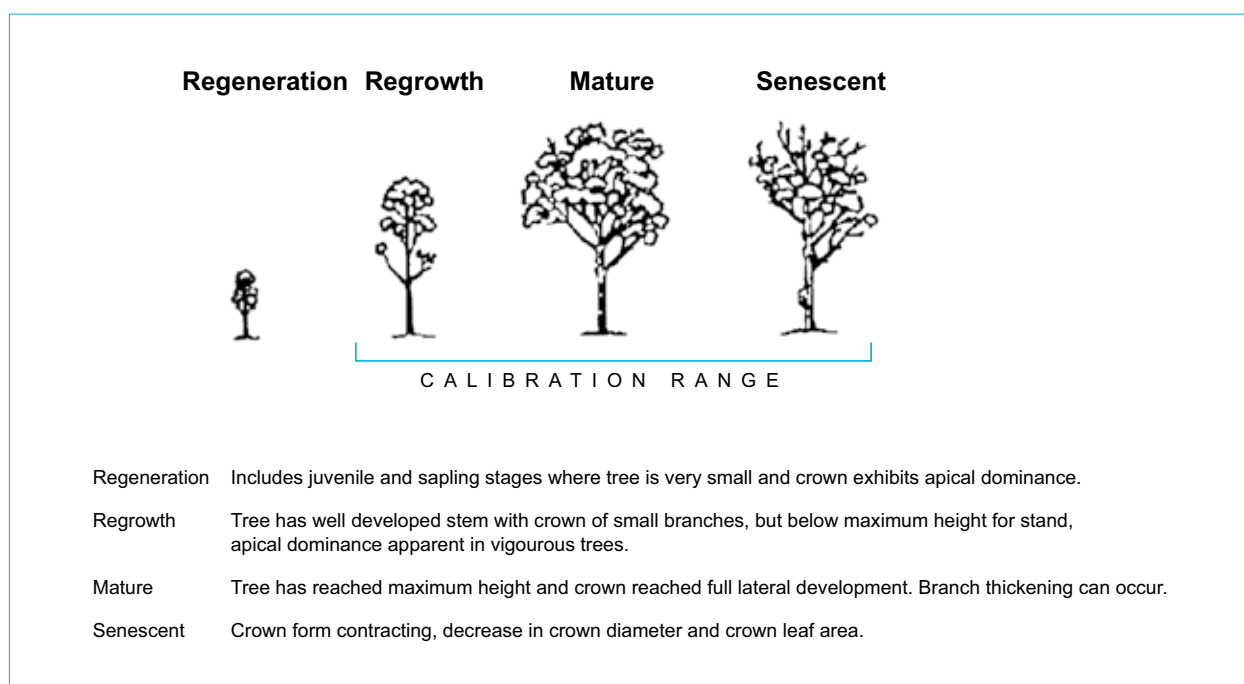 Regeneration Regrowth Mature Senescent
CALIBRATION RANGE
Regeneration Includes juvenile and sapling stages where tree is very small and crown exhibits apical dominance.
Regrowth Tree has well developed stem with crown of small branches, but below maximum height for stand,
apical dominance apparent in vigourous trees.
Mature Tree has reached maximum height and crown reached full lateral development. Branch thickening can occur.
Senescent Crown form contracting, decrease in crown diameter and crown leaf area.